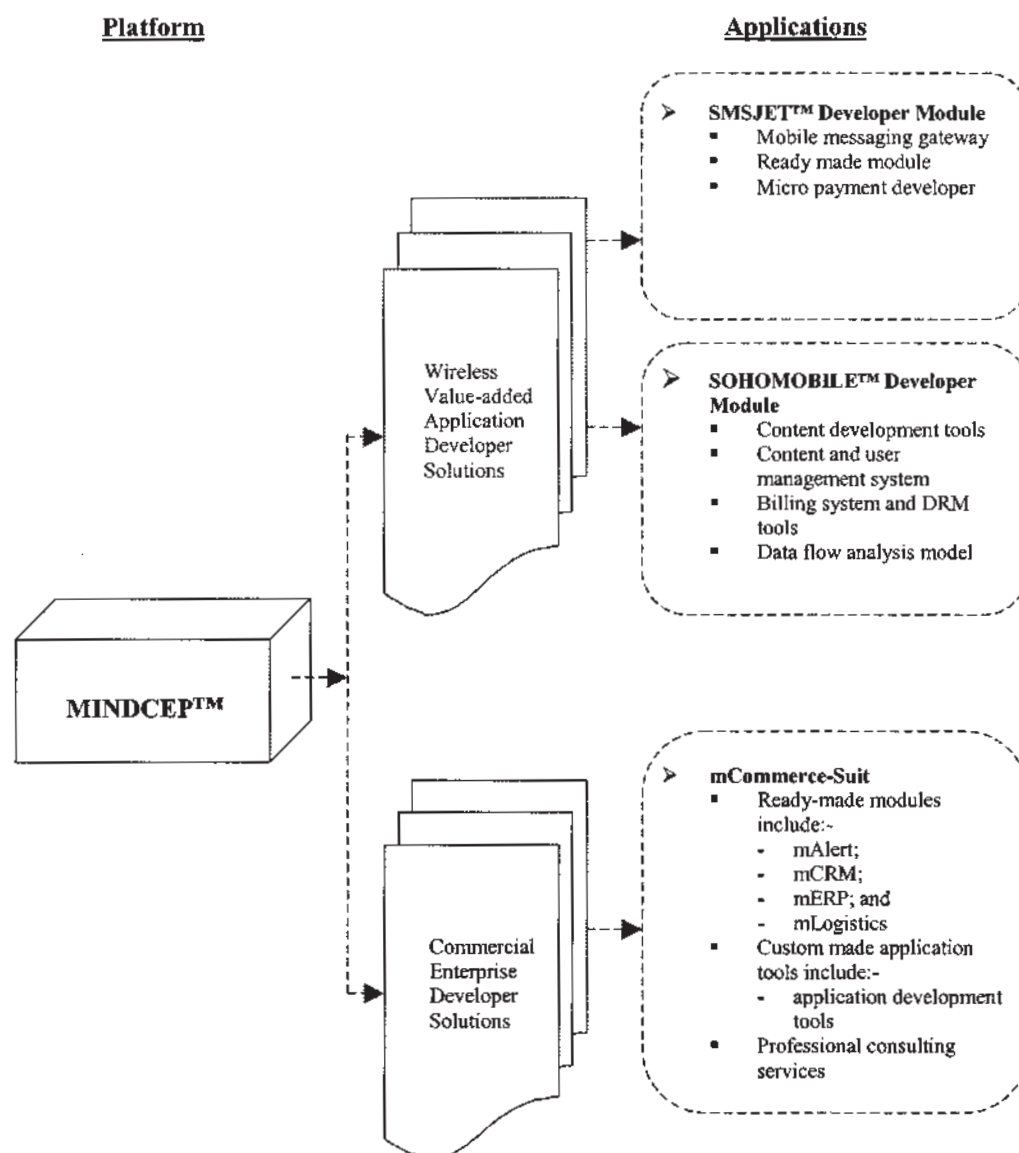 Platform
Applications
➢ SMSJET™ Developer Module
▪ Mobile messaging gateway
▪ Ready made module
▪ Micro payment developer
Wireless
Value-added
Application
Developer
Solutions
➢ SOHOMOBILE™ Developer
Module
▪ Content development tools
▪ Content and user
management system
▪ Billing system and DRM
tools
▪ Data flow analysis model
MINDCEP™
Commercial
Enterprise
Developer
Solutions
➢ mCommerce-Suit
▪ Ready-made modules
include:-
- mAlert;
- mCRM;
- mERP; and
- mLogistics
▪ Custom made application
tools include:-
- application development
tools
▪ Professional consulting
services